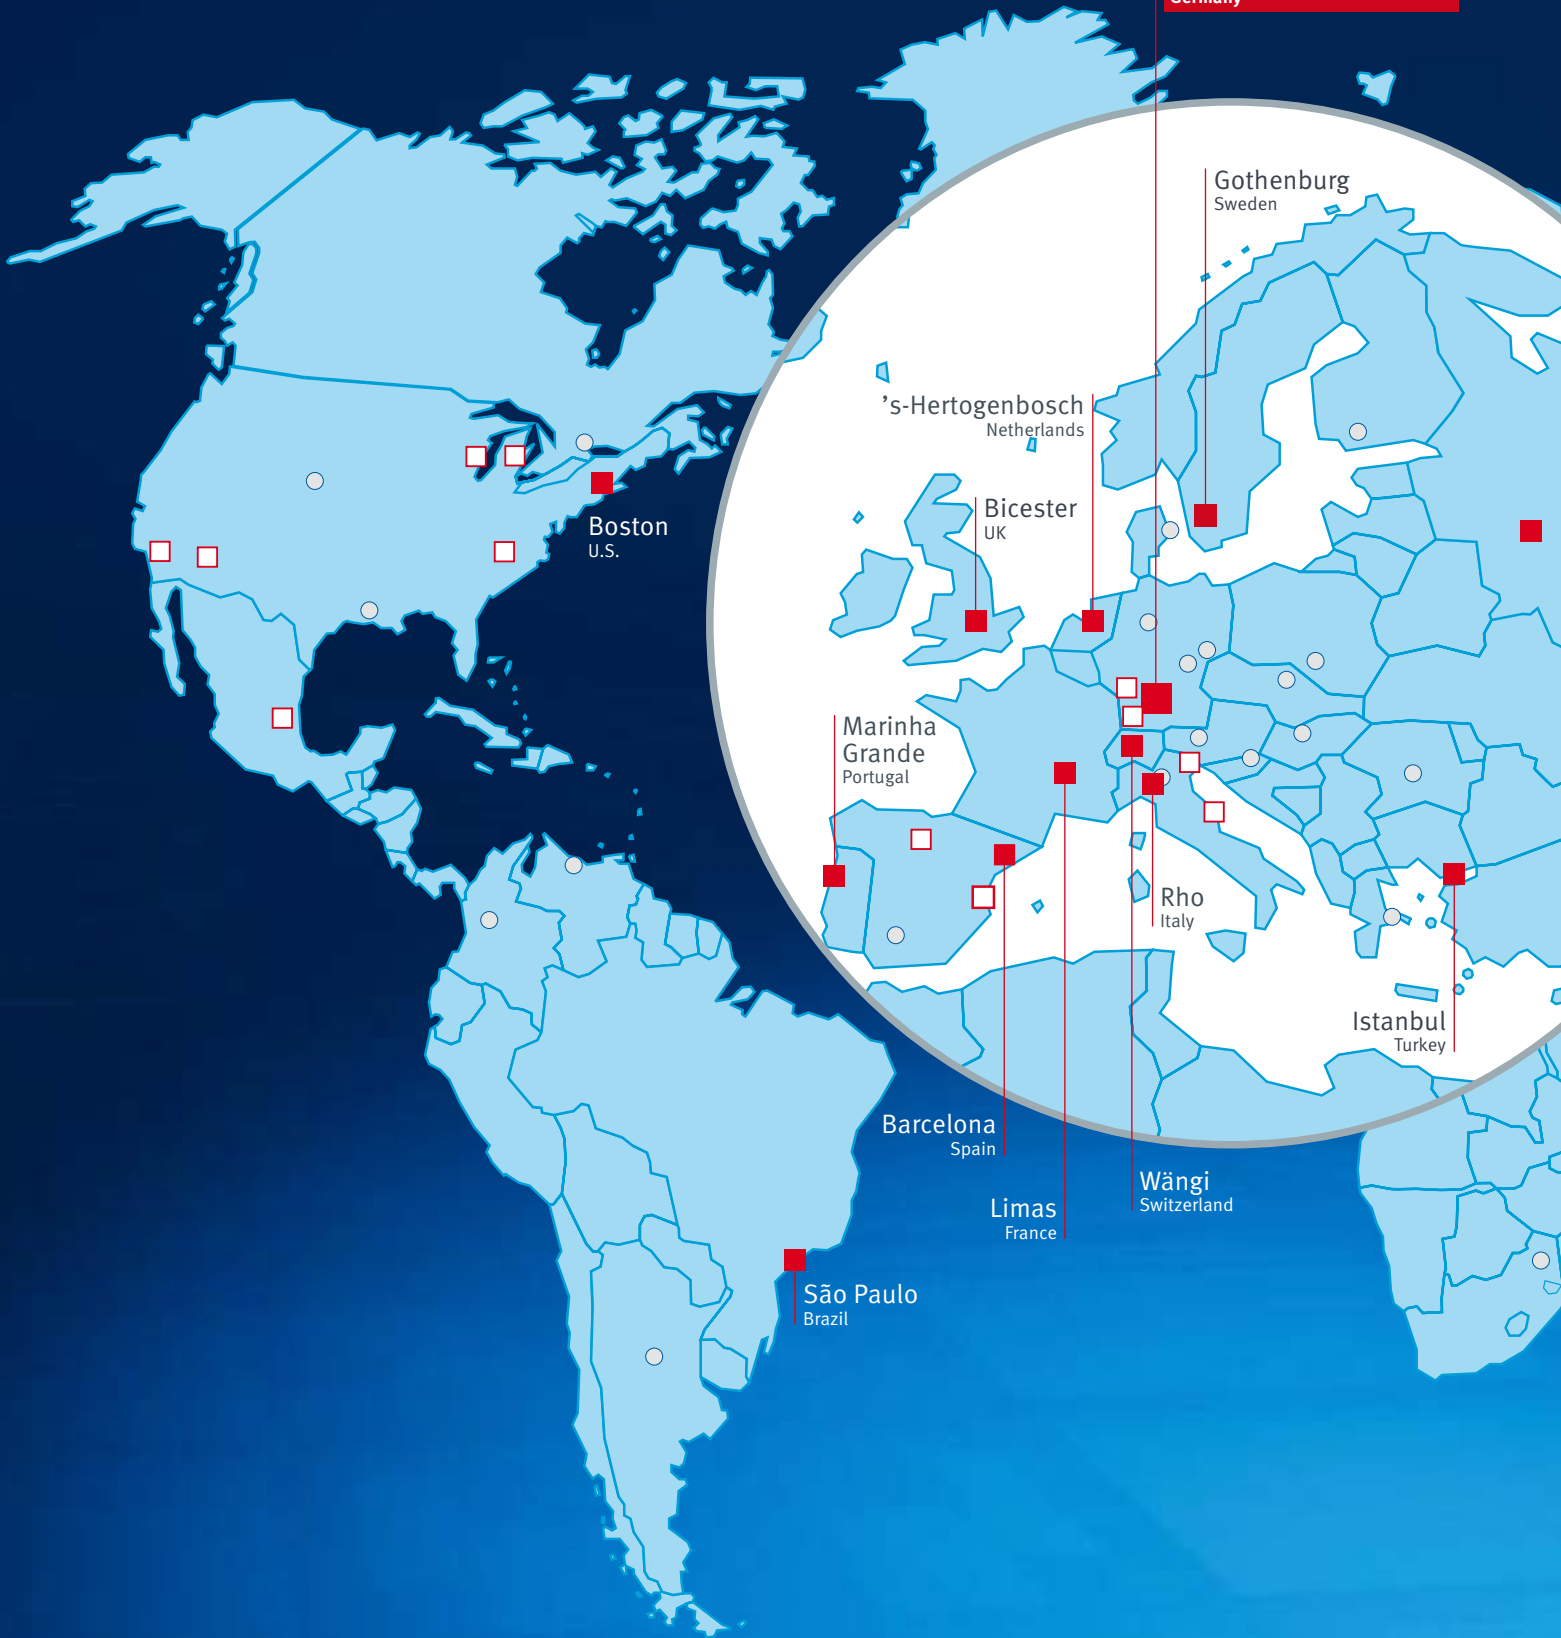 Germany
Gothenburg
Sweden
’s-Hertogenbosch
Netherlands
Bicester
UK
Boston
U.S.
Marinha
Grande
Portugal
Rho
Italy
Istanbul
Turkey
Barcelona
Spain
Wängi
Switzerland
Limas
France
São Paulo
Brazil